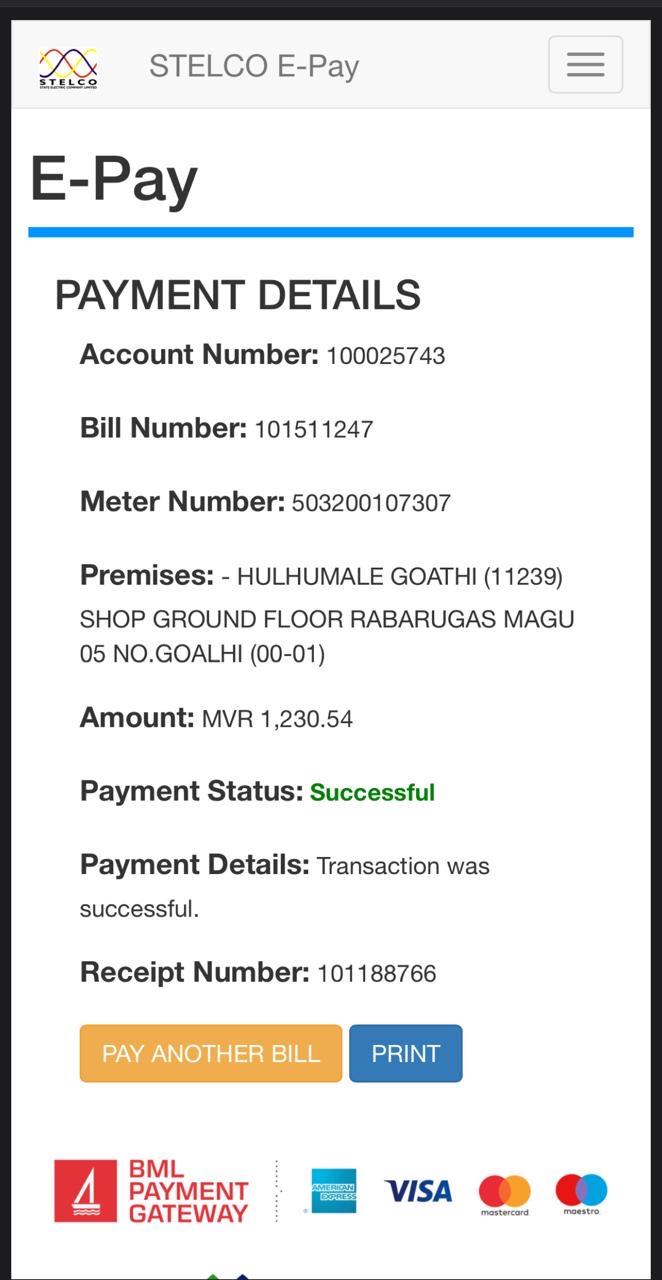 STELCO
STATE ELECTRIC COMPANY LIMITED
STELCO E-Pay
E-Pay
PAYMENT DETAILS
Account Number: 100025743
Bill Number: 101511247
Meter Number: 503200107307
Premises: - HULHUMALE GOATHI (11239)
SHOP GROUND FLOOR RABARUGAS MAGU
05 NO.GOALHI (00-01)
Amount: MVR 1,230.54
Payment Status: Successful
Payment Details: Transaction was
successful.
Receipt Number: 101188766
PAY ANOTHER BILL PRINT
BML
PAYMENT
GATEWAY
AMERICAN
EXPRESS
VISA
mastercard
maestro